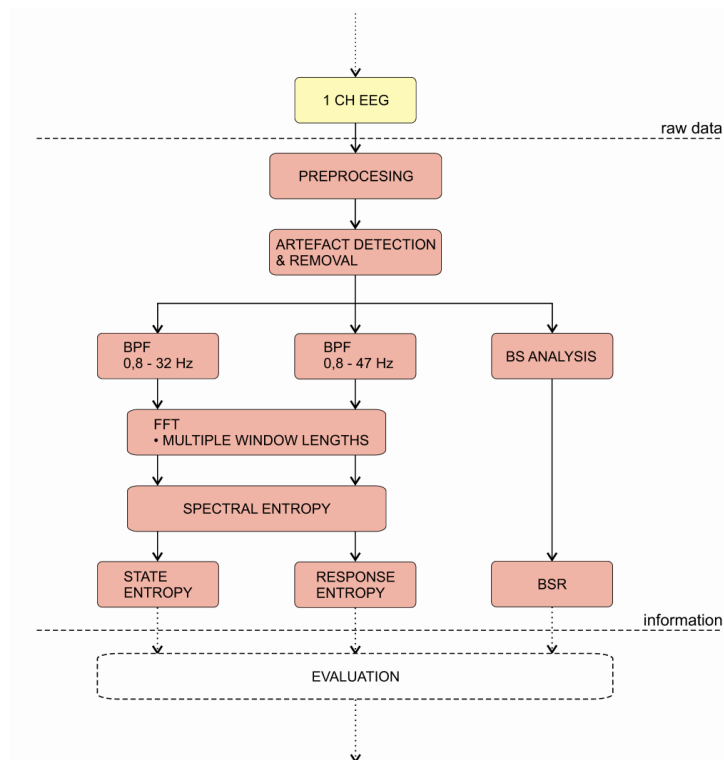 1 CH EEG
raw data
PREPROCESING
ARTEFACT DETECTION
& REMOVAL
BPF
0,8 - 32 Hz
BPF
0,8 - 47 Hz
BS ANALYSIS
FFT
• MULTIPLE WINDOW LENGTHS
SPECTRAL ENTROPY
STATE
ENTROPY
RESPONSE
ENTROPY
BSR
information
EVALUATION